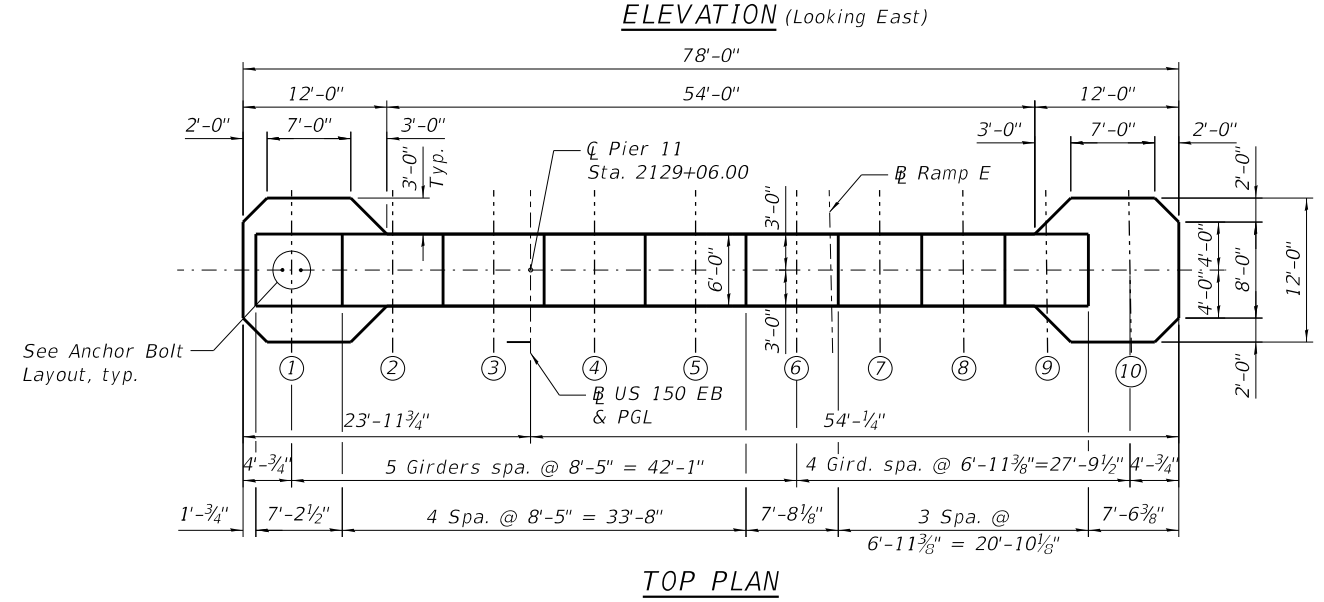 ELEVATION (Looking East)
78'-0"
12'-0" 54'-0" 12'-0"
2'-0" 7'-0" 3'-0" 3'-0" 7'-0" 2'-0"
3'-0" Typ.
℄ Pier 11
Sta. 2129+06.00
3'-0"
BL Ramp E
2'-0"
6'-0"
4'-0"
4'-0"
8'-0"
12'-0"
3'-0"
2'-0"
See Anchor Bolt
Layout, typ.
1 2 3 4 5 6 7 8 9 10
BL US 150 EB
& PGL
23'-11¾" 54'-¼"
4'-¾" 5 Girders spa. @ 8'-5" = 42'-1" 4 Gird. spa. @ 6'-11⅜"=27'-9½" 4'-¾"
1'-¾" 7'-2½" 4 Spa. @ 8'-5" = 33'-8" 7'-8⅛" 3 Spa. @ 7'-6⅜"
6'-11⅜" = 20'-10⅛"
TOP PLAN